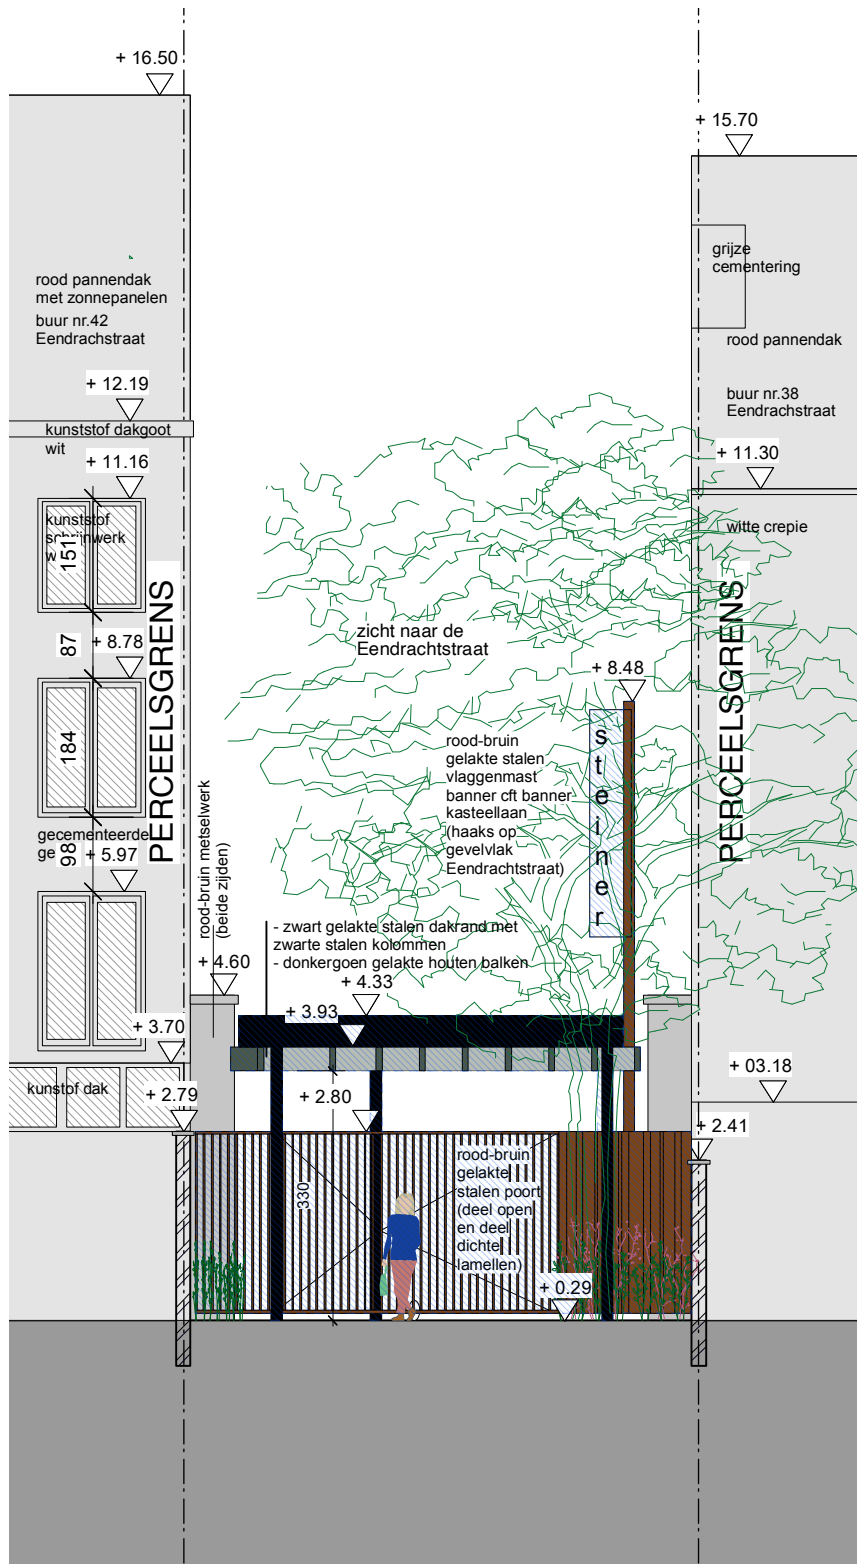 + 16.50
+ 15.70
grijze
cementering
rood pannendak
met zonnepanelen
buur nr.42
Eendrachstraat
rood pannendak
+ 12.19
buur nr.38
Eendrachstraat
kunststof dakgoot
wit
+ 11.16
+ 11.30
kunststof
witte crepie
151
PERCEELSGRENS
PERCEELSGRENS
zicht naar de
Eendrachtstraat
87
+ 8.78
+ 8.48
184
rood-bruin
gelakte stalen
vlaggenmast
banner cft banner
kasteellaan
(haaks op
gevelvlak
Eendrachtstraat)
steiner
gecementeerde
ge
98
+ 5.97
rood-bruin metselwerk
(beide zijden)
- zwart gelakte stalen dakrand met
zwarte stalen kolommen
- donkergoen gelakte houten balken
+ 4.60
+ 4.33
+ 3.93
+ 3.70
kunstof dak
+ 2.79
+ 2.80
+ 03.18
+ 2.41
330
rood-bruin
gelakte
stalen poort
(deel open
en deel
dichte
lamellen)
+ 0.29